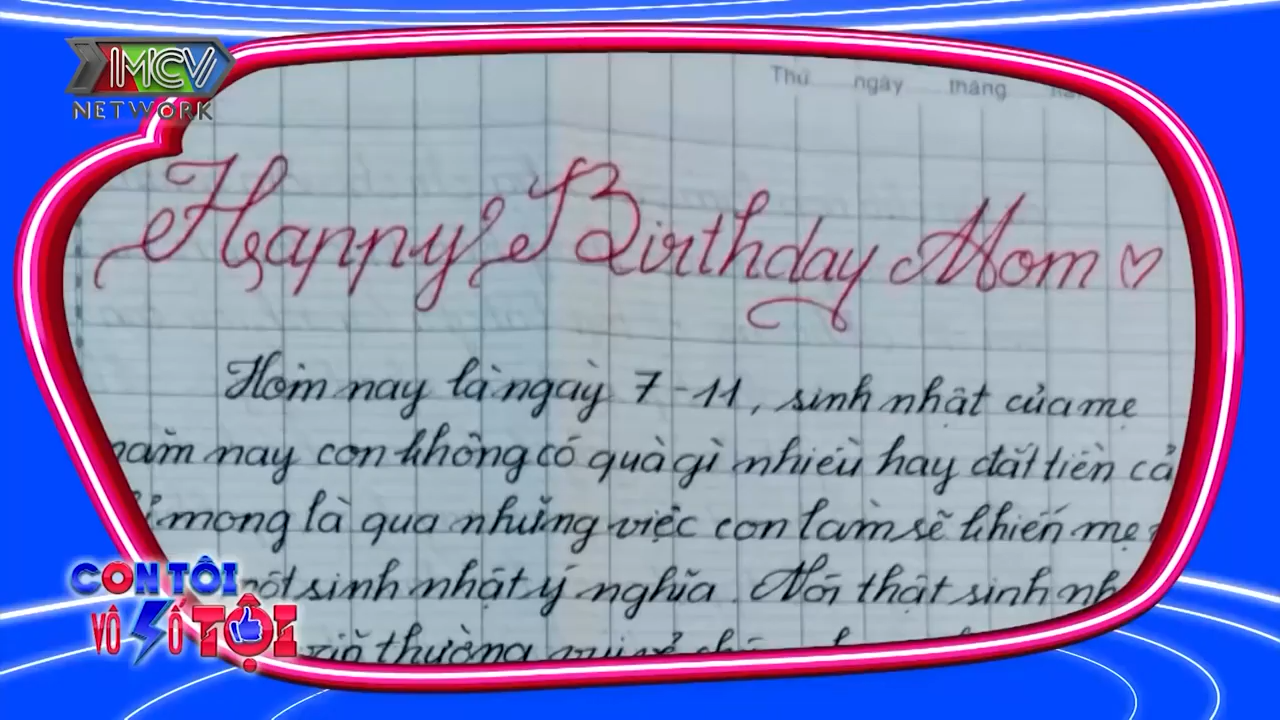 MCV
NETWORK
Thứ ngày tháng
Happy Birthday Mom
Hôm nay là ngày 7-11, sinh nhật của mẹ
năm nay con không có quà gì nhiều hay đắt tiền cả
mong là qua những việc con làm sẽ khiến mẹ
một sinh nhật ý nghĩa. Nói thật sinh nh
thường
CON TÔI
VÔ SỐ TỘI